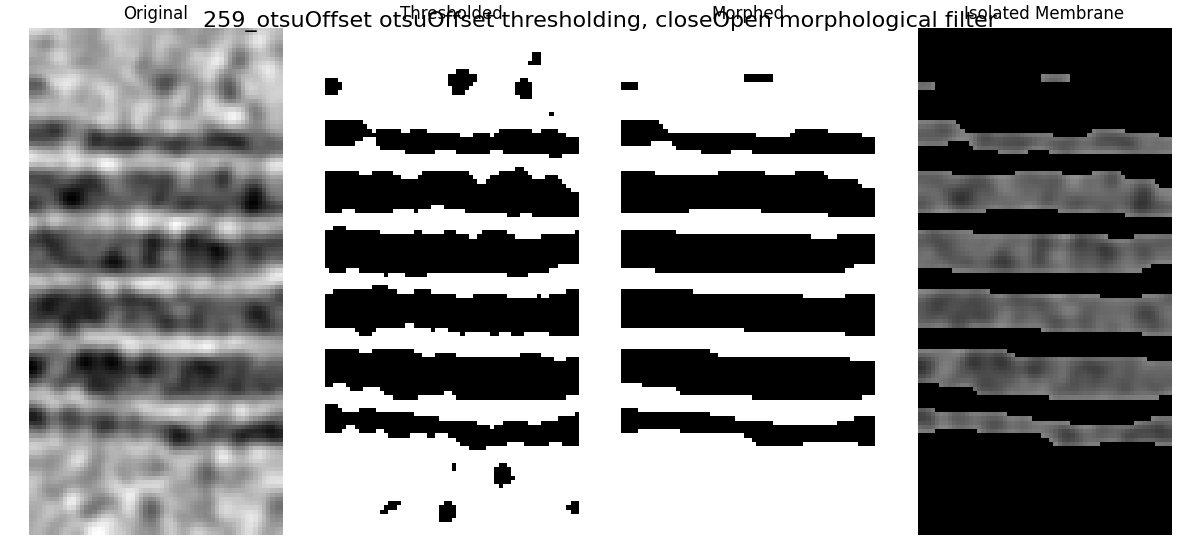 259_otsuOffset otsuOffset thresholding, closeOpen morphological filter
Original
Thresholded
Morphed
Isolated Membrane